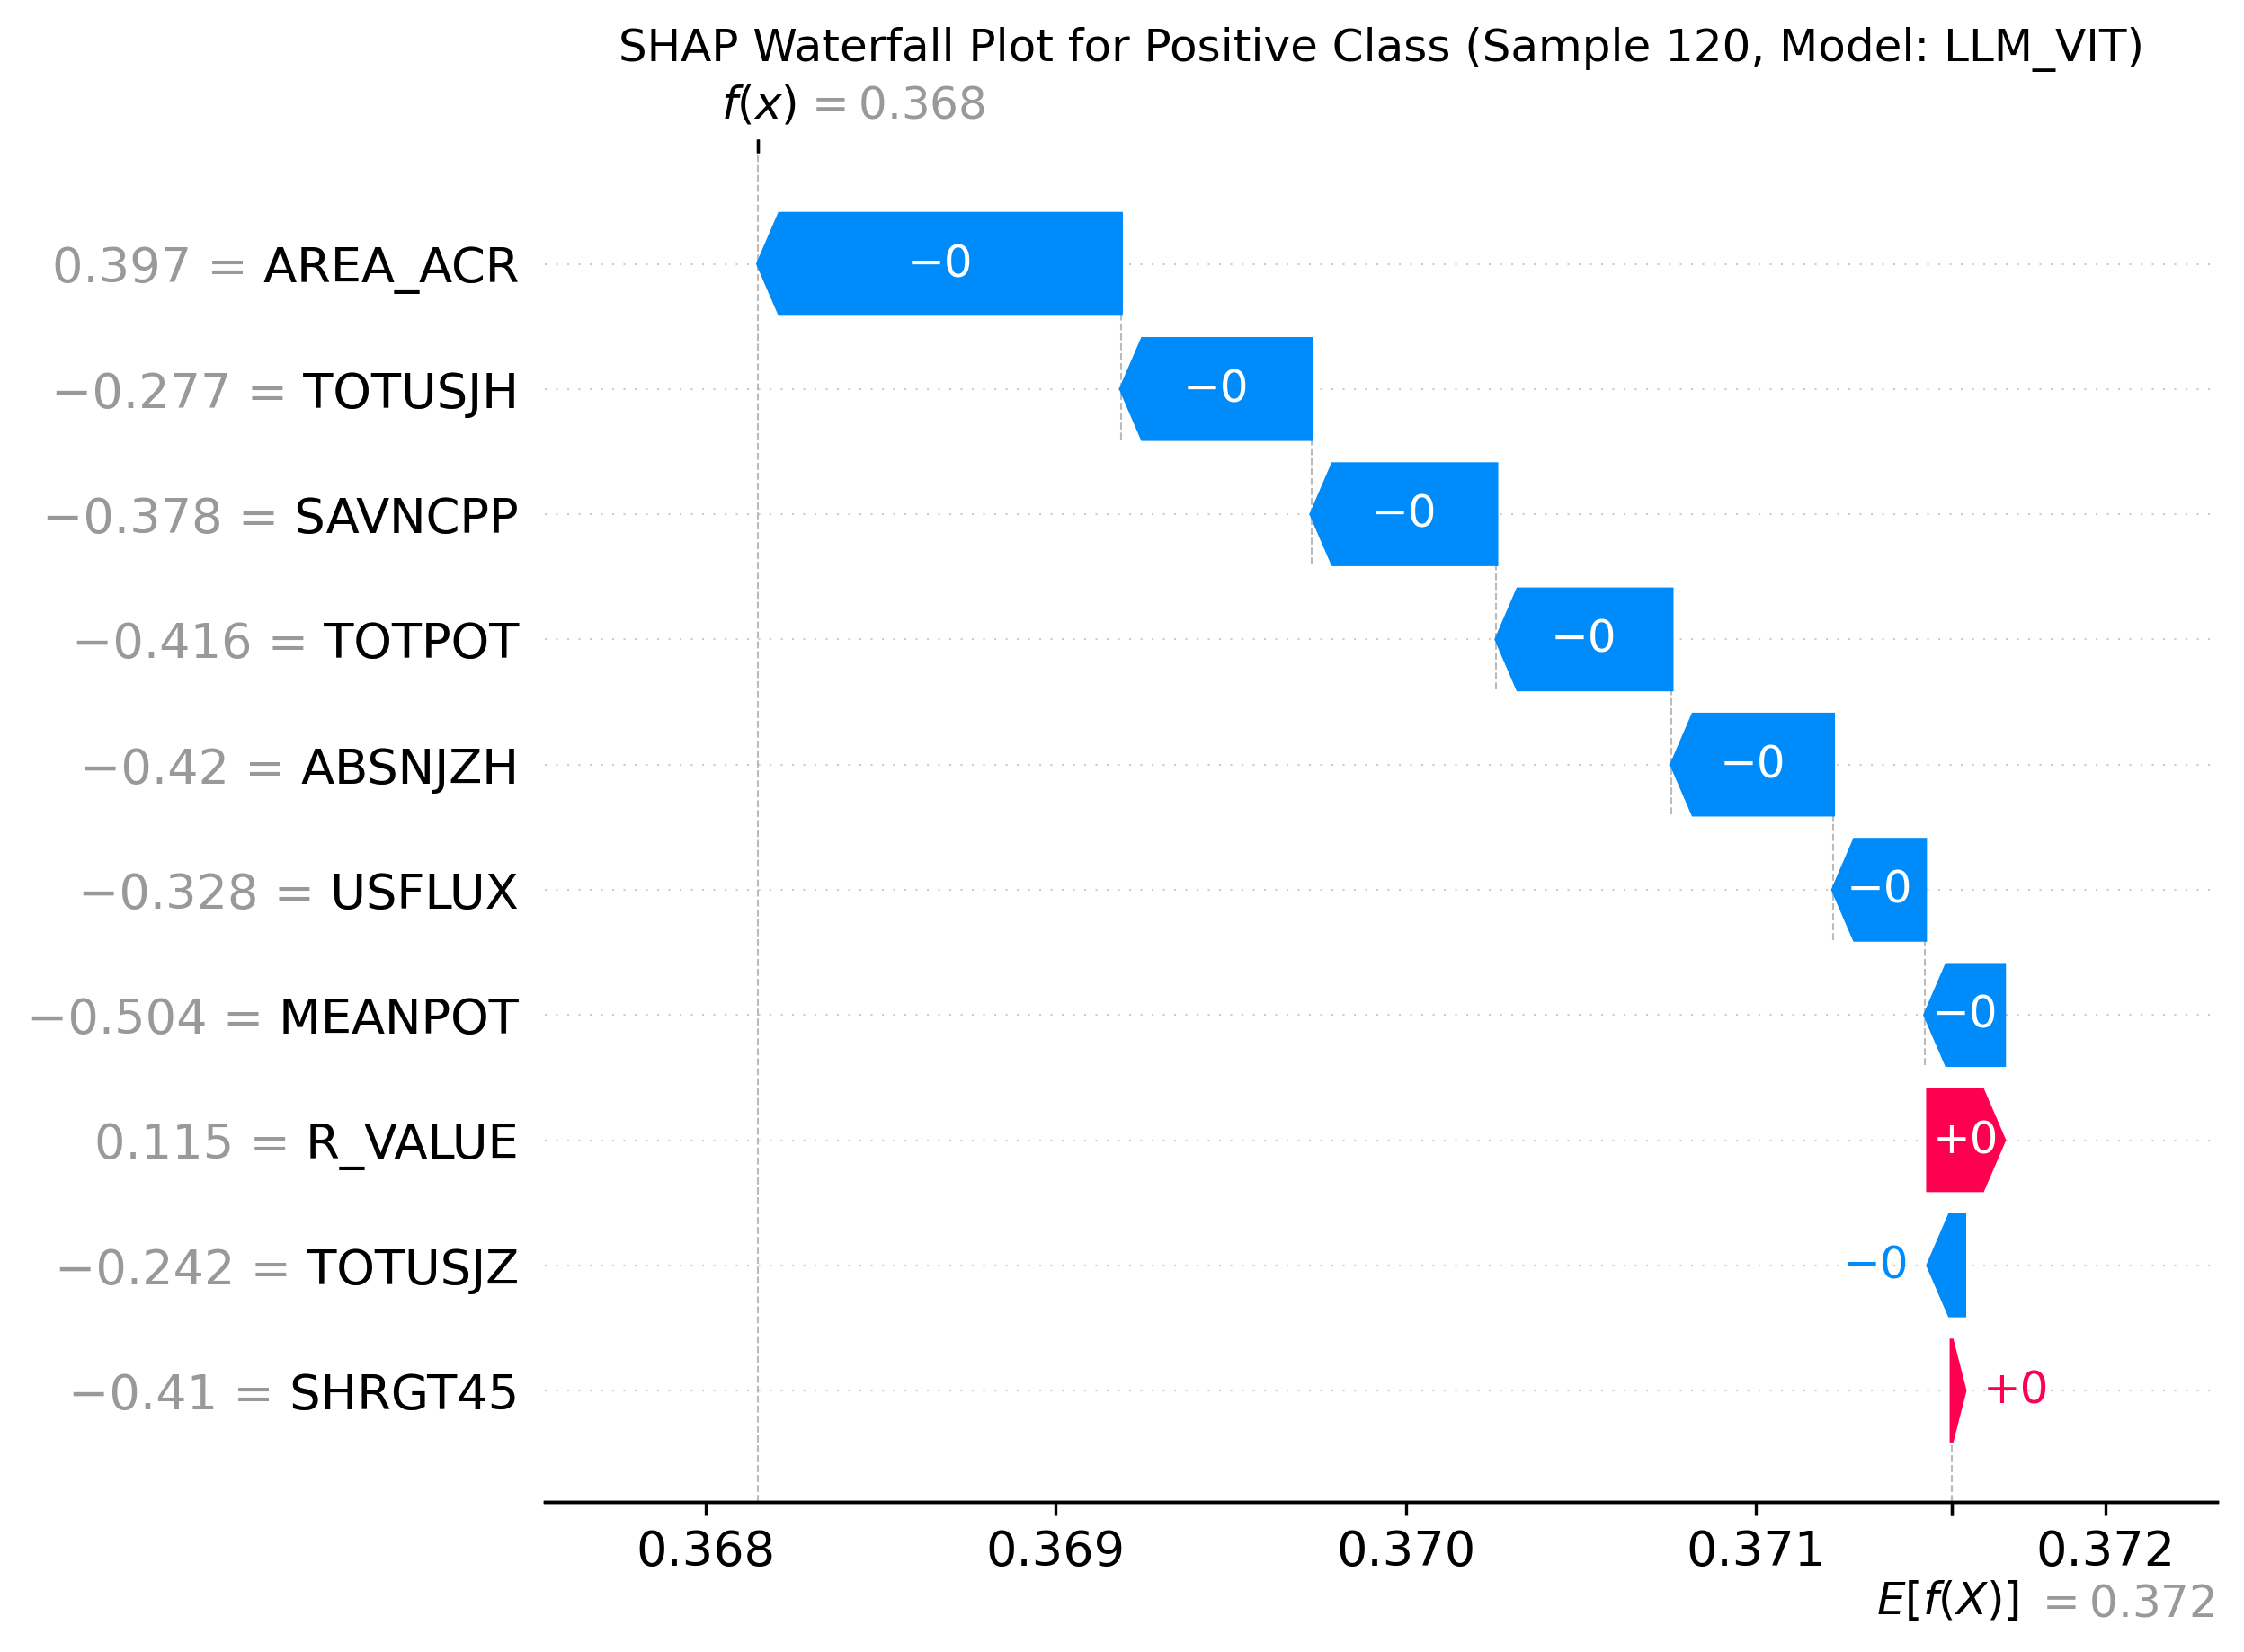 SHAP Waterfall Plot for Positive Class (Sample 120, Model: LLM_VIT)
f(x) = 0.368
0.397 = AREA_ACR −0
−0.277 = TOTUSJH −0
−0.378 = SAVNCPP −0
−0.416 = TOTPOT −0
−0.42 = ABSNJZH −0
−0.328 = USFLUX −0
−0.504 = MEANPOT −0
0.115 = R_VALUE +0
−0.242 = TOTUSJZ −0
−0.41 = SHRGT45 +0
0.368 0.369 0.370 0.371 0.372
E[f(X)] = 0.372